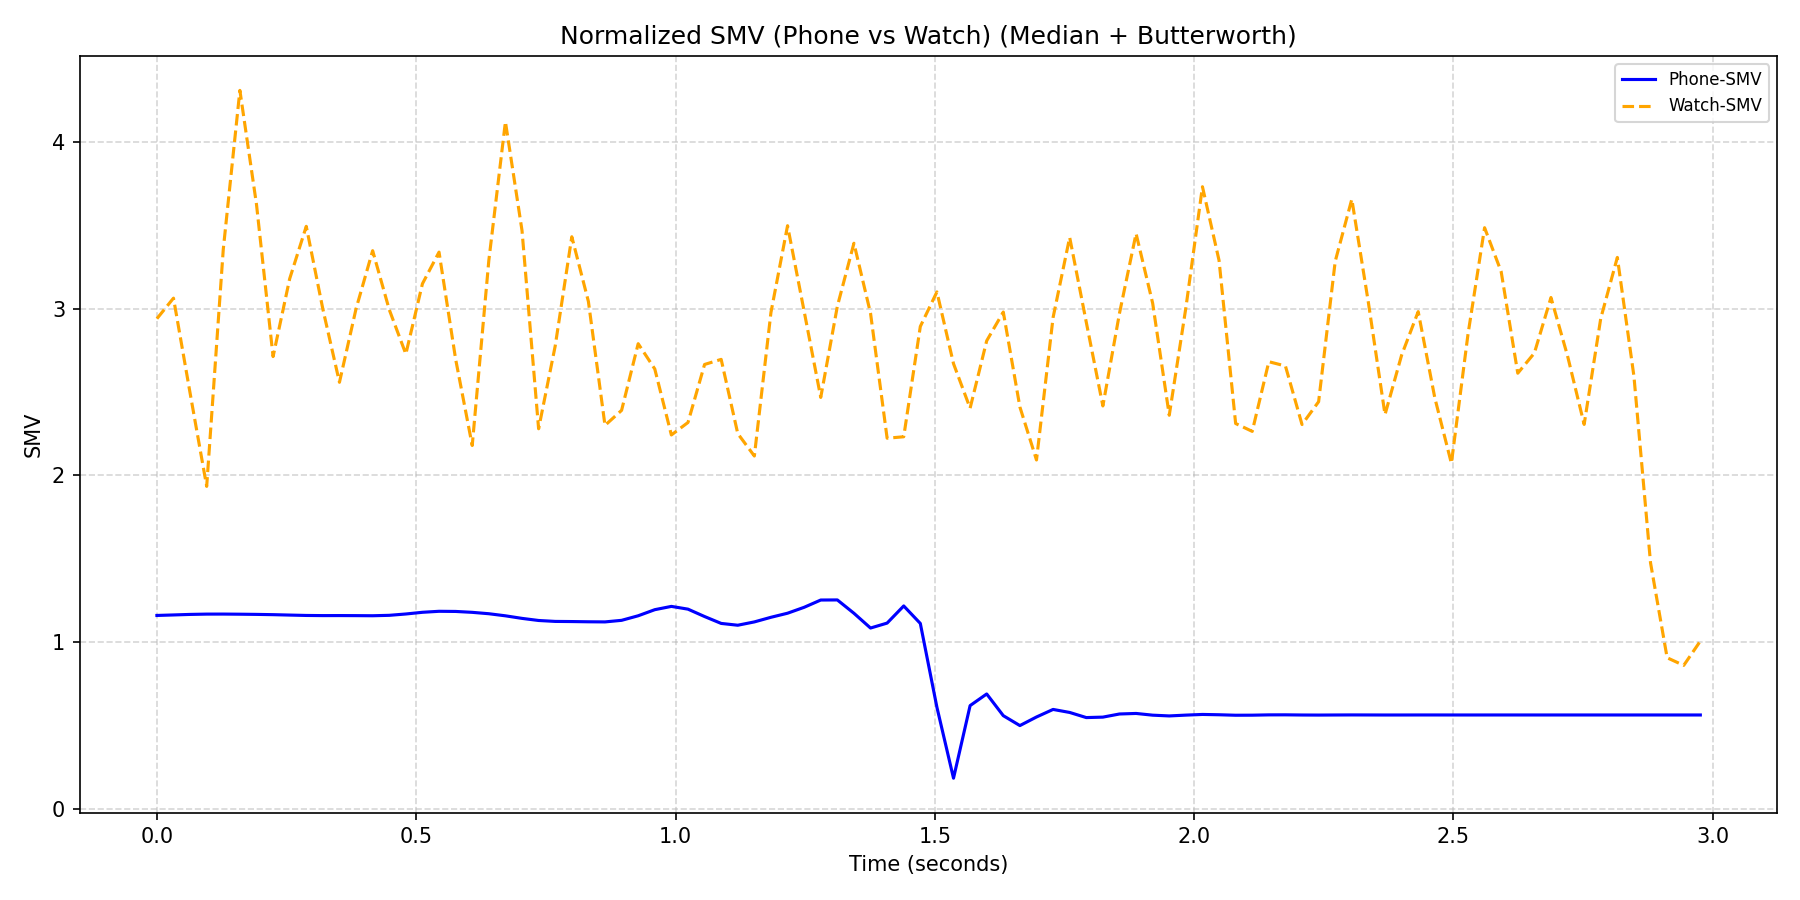 Normalized SMV (Phone vs Watch) (Median + Butterworth)
Phone-SMV
Watch-SMV
SMV
4
3
2
1
0
0.0 0.5 1.0 1.5 2.0 2.5 3.0
Time (seconds)